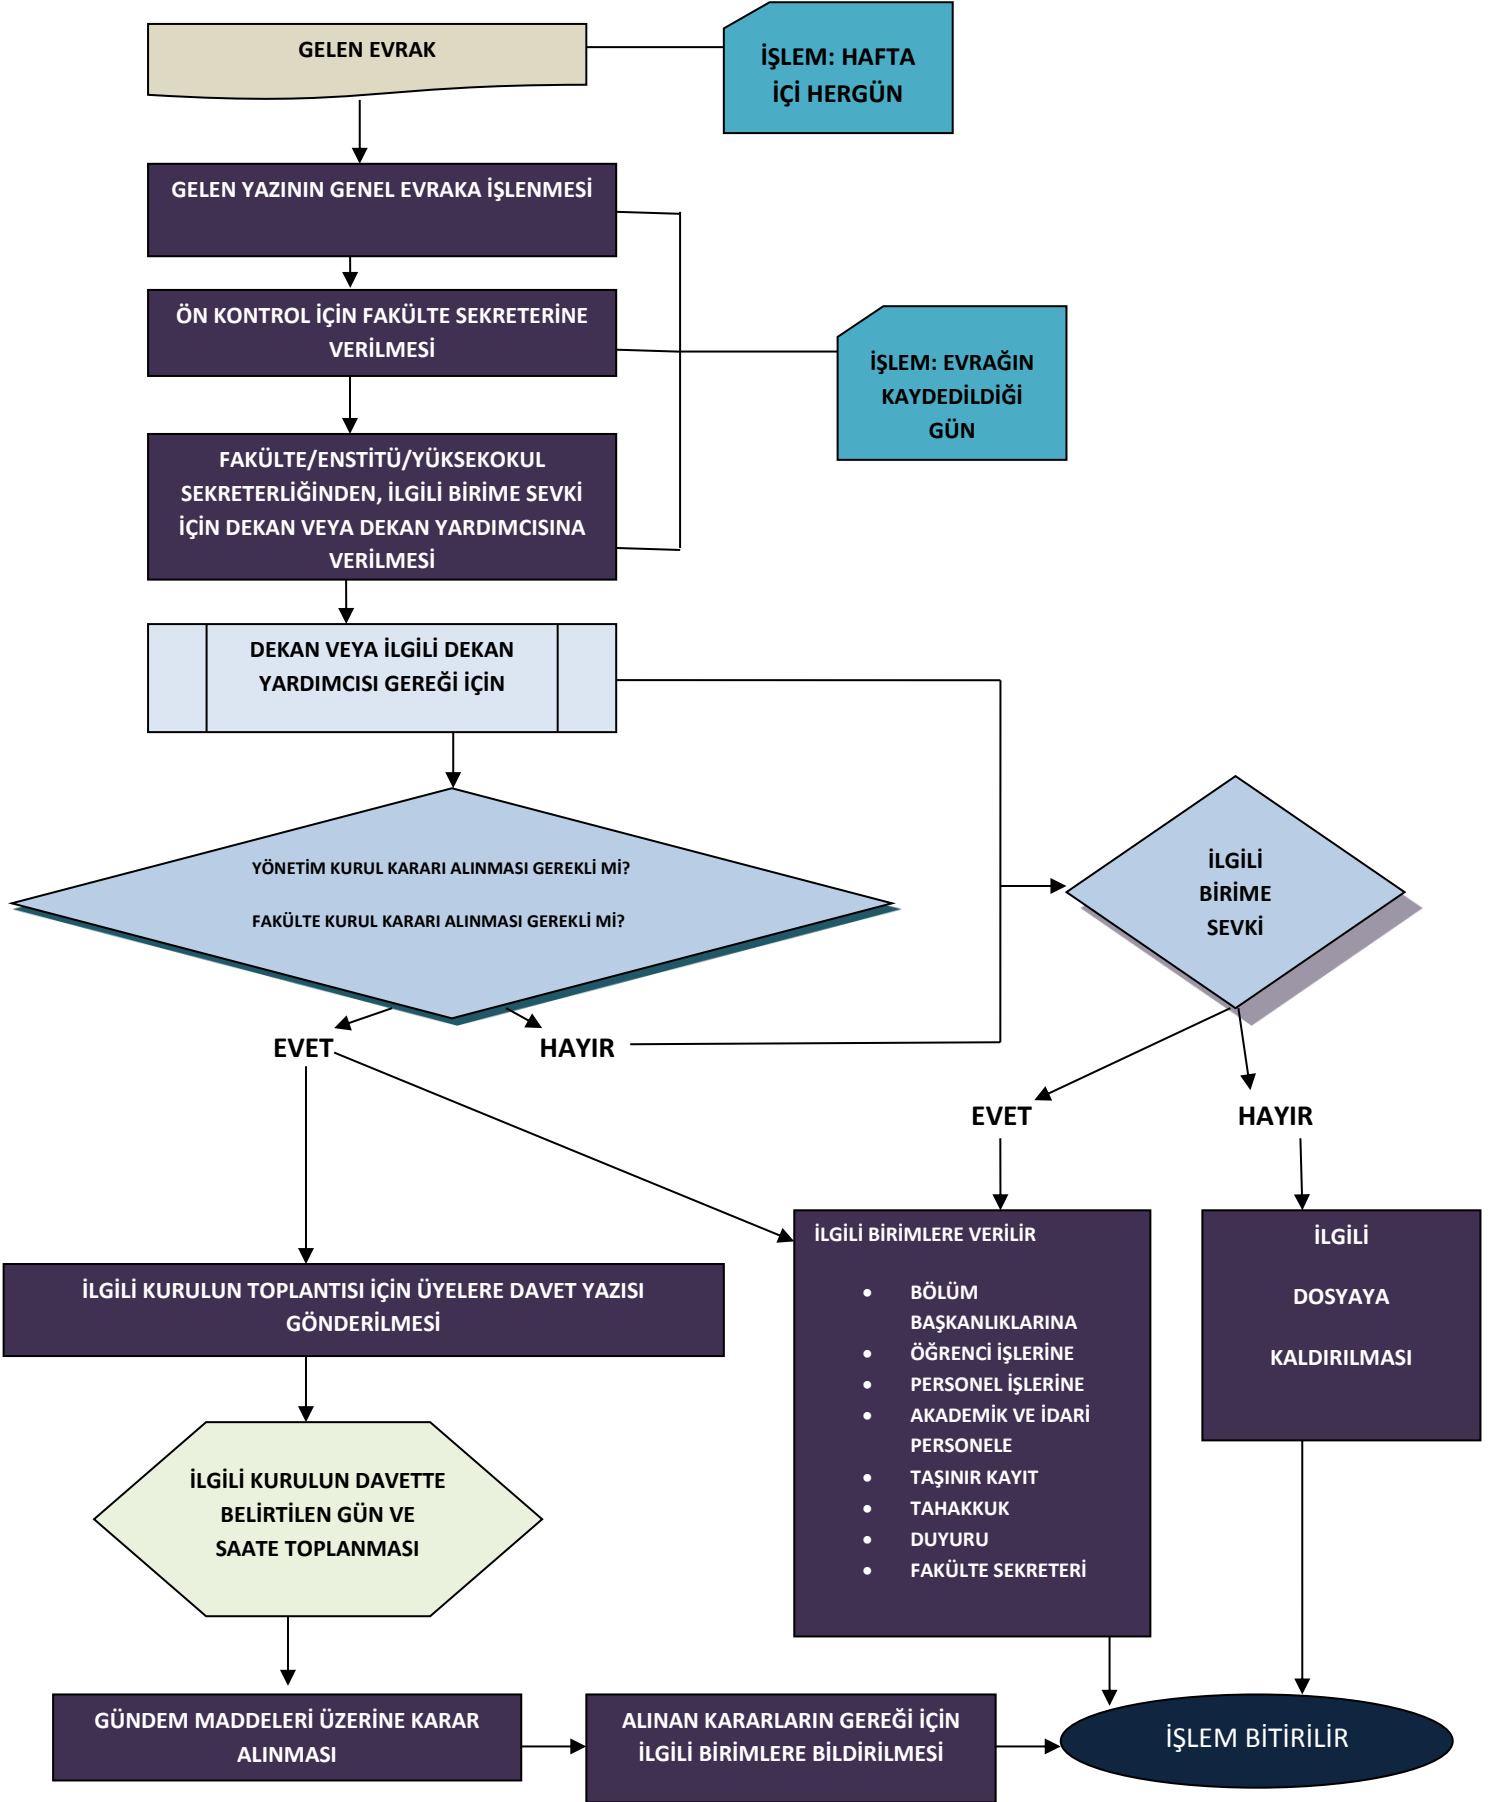 GELEN EVRAK
İŞLEM: HAFTA
İÇİ HERGÜN
GELEN YAZININ GENEL EVRAKA İŞLENMESİ
ÖN KONTROL İÇİN FAKÜLTE SEKRETERİNE
VERİLMESİ
İŞLEM: EVRAĞIN
KAYDEDİLDİĞİ
GÜN
FAKÜLTE/ENSTİTÜ/YÜKSEKOKUL
SEKRETERLİĞİNDEN, İLGİLİ BİRİME SEVKİ
İÇİN DEKAN VEYA DEKAN YARDIMCISINA
VERİLMESİ
DEKAN VEYA İLGİLİ DEKAN
YARDIMCISI GEREĞİ İÇİN
YÖNETİM KURUL KARARI ALINMASI GEREKLİ Mİ?
FAKÜLTE KURUL KARARI ALINMASI GEREKLİ Mİ?
İLGİLİ
BİRİME
SEVKİ
EVET
HAYIR
EVET
HAYIR
İLGİLİ KURULUN TOPLANTISI İÇİN ÜYELERE DAVET YAZISI
GÖNDERİLMESİ
İLGİLİ BİRİMLERE VERİLİR
• BÖLÜM
BAŞKANLIKLARINA
• ÖĞRENCİ İŞLERİNE
• PERSONEL İŞLERİNE
• AKADEMİK VE İDARİ
PERSONELE
• TAŞINIR KAYIT
• TAHAKKUK
• DUYURU
• FAKÜLTE SEKRETERİ
İLGİLİ
DOSYAYA
KALDIRILMASI
İLGİLİ KURULUN DAVETTE
BELİRTİLEN GÜN VE
SAATE TOPLANMASI
GÜNDEM MADDELERİ ÜZERİNE KARAR
ALINMASI
ALINAN KARARLARIN GEREĞİ İÇİN
İLGİLİ BİRİMLERE BİLDİRİLMESİ
İŞLEM BİTİRİLİR